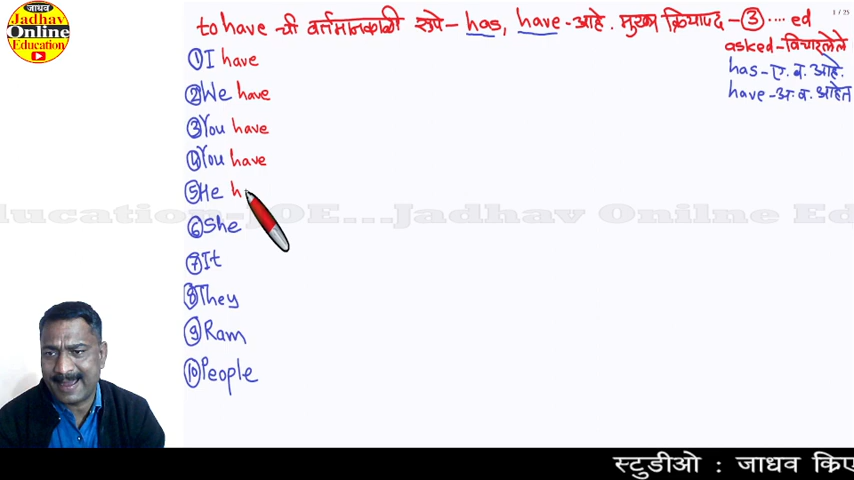 जाधव
Jadhav
Online
Education
to have ची वर्तमानकाळी रूपे - has, have - आहे. मुख्य क्रियापद - ③ .... ed
asked - विचारलेले
has - ए. व. आहे.
have - अ. व. आहेत
① I have
② We have
③ You have
④ You have
⑤ He h
⑥ She
⑦ It
⑧ They
⑨ Ram
⑩ People
1 / 25
ducation-JOE...Jadhav Onilne Ed
स्टुडीओ : जाधव किए